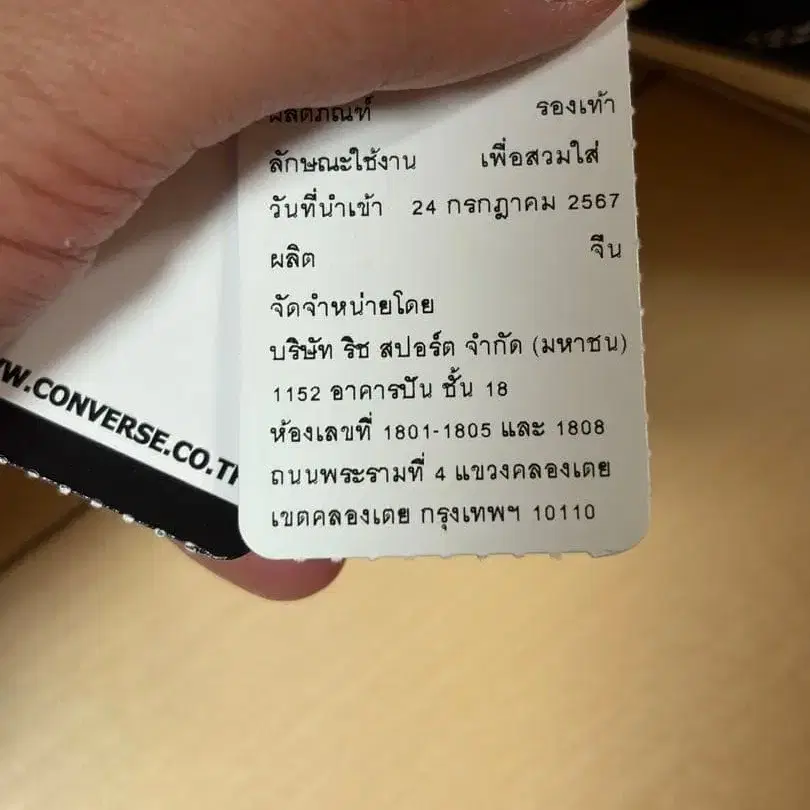 ผลิตภัณฑ์ รองเท้า
ลักษณะใช้งาน เพื่อสวมใส่
วันที่นำเข้า 24 กรกฎาคม 2567
ผลิต จีน
จัดจำหน่ายโดย
บริษัท ริช สปอร์ต จำกัด (มหาชน)
1152 อาคารปัน ชั้น 18
ห้องเลขที่ 1801-1805 และ 1808
ถนนพระรามที่ 4 แขวงคลองเตย
เขตคลองเตย กรุงเทพฯ 10110
W.CONVERSE.CO.TH